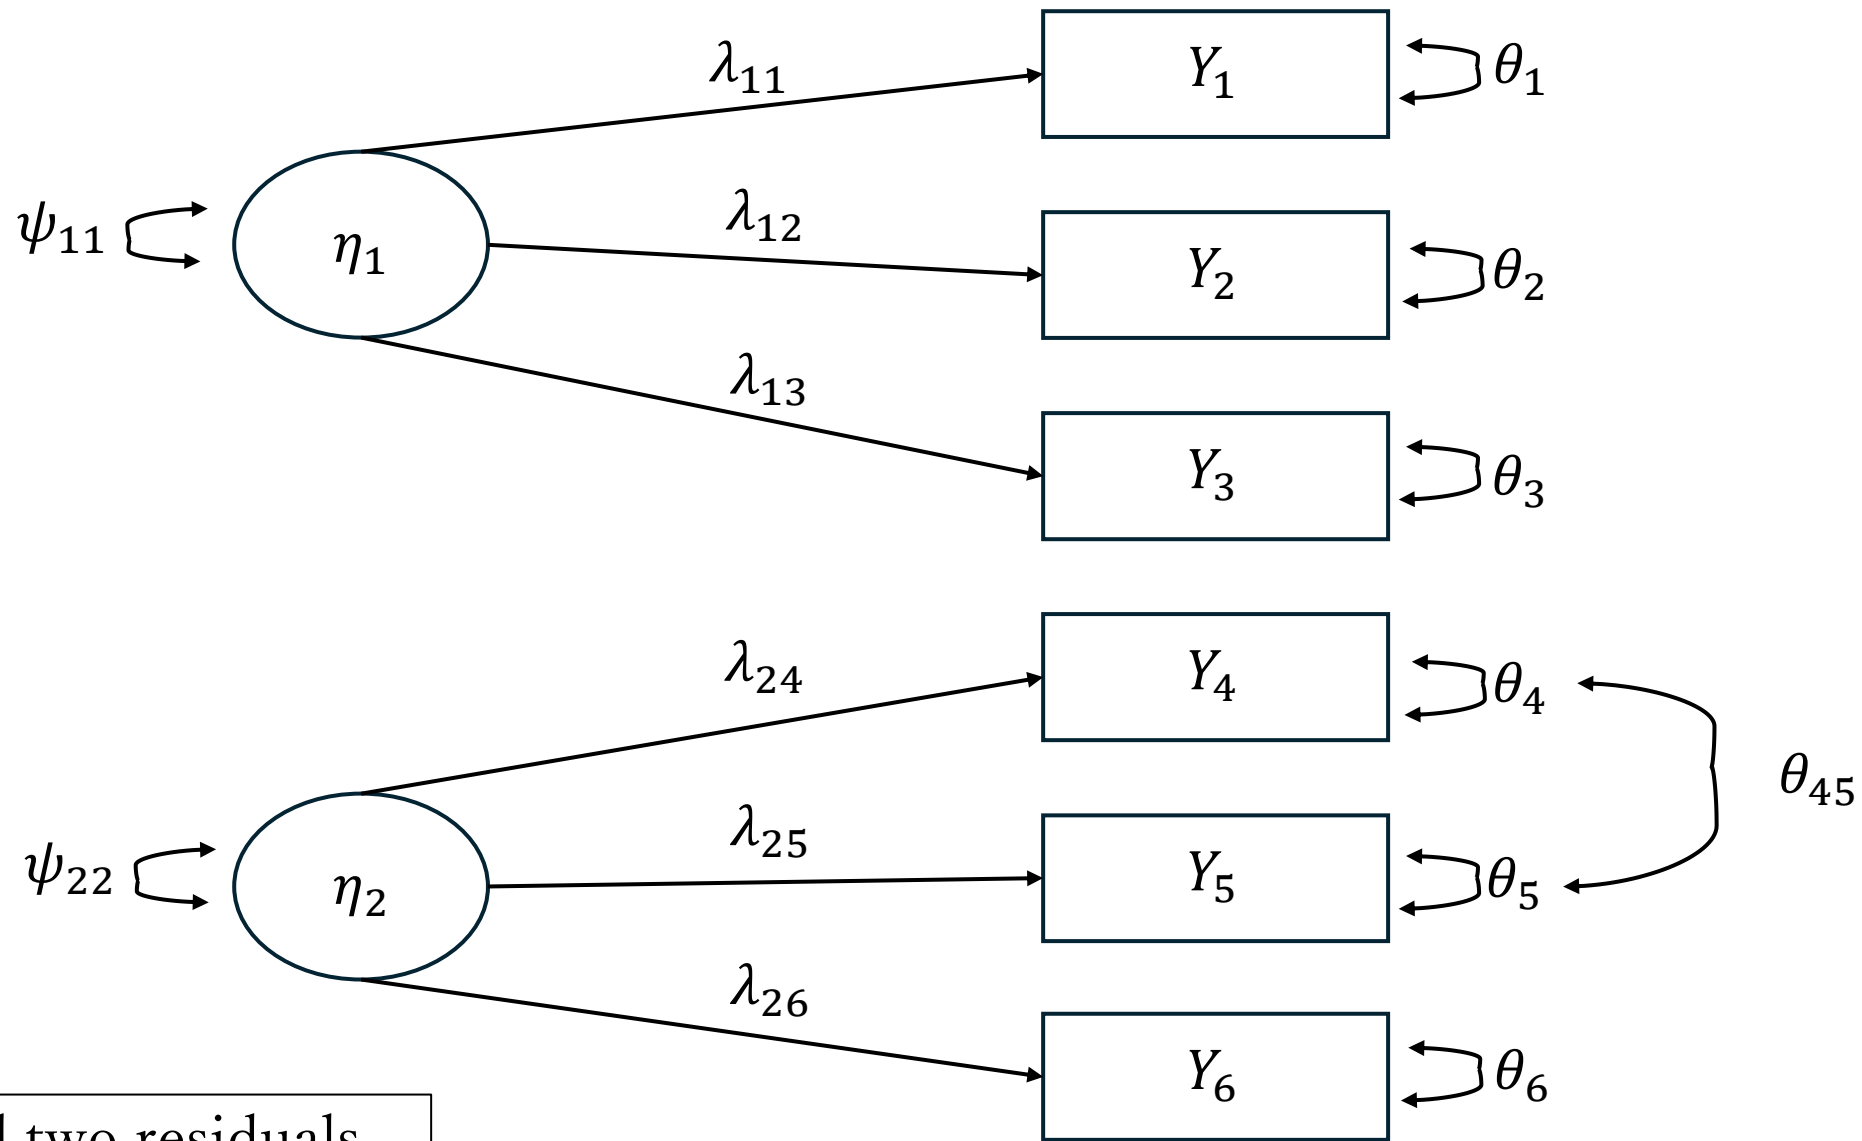 λ₁₁
Y₁
θ₁
λ₁₂
Y₂
θ₂
ψ₁₁
η₁
λ₁₃
Y₃
θ₃
λ₂₄
Y₄
θ₄
θ₄₅
λ₂₅
Y₅
θ₅
ψ₂₂
η₂
λ₂₆
Y₆
θ₆
two residuals